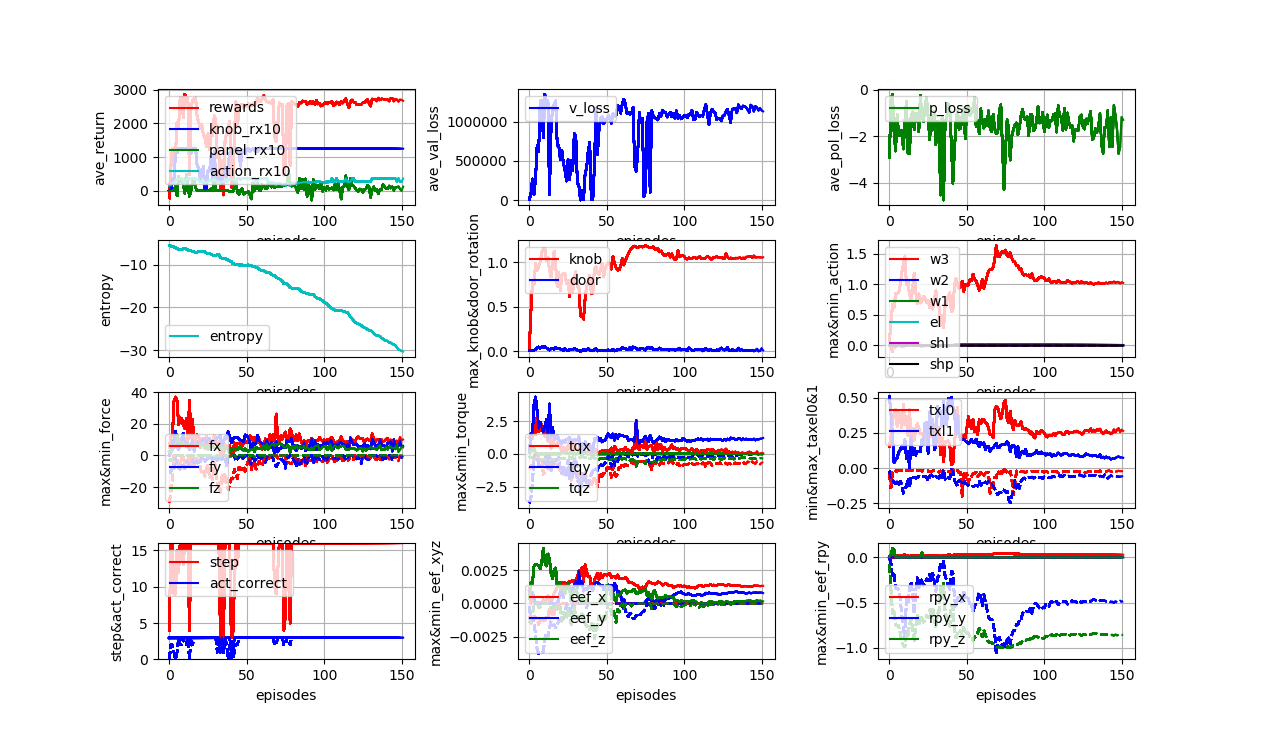 3000
2000
1000
0
ave_return
rewards
knob_rx10
panel_rx10
action_rx10
0
50
100
150
episodes
1000000
500000
0
ave_val_loss
v_loss
0
50
100
150
0
−2
−4
ave_pol_loss
p_loss
0
50
100
150
episodes
−10
−20
−30
entropy
entropy
0
50
100
150
episodes
1.0
0.5
0.0
max_knob&door_rotation
knob
door
0
50
100
150
episodes
1.5
1.0
0.5
0.0
max&min_action
w3
w2
w1
el
shl
shp
0
50
100
150
episodes
40
20
0
−20
max&min_force
fx
fy
fz
0
50
100
150
episodes
2.5
0.0
−2.5
max&min_torque
tqx
tqy
tqz
0
50
100
150
episodes
0.50
0.25
0.00
−0.25
min&max_taxel0&1
txl0
txl1
0
50
100
150
episodes
15
10
5
0
step&act_correct
step
act_correct
0
50
100
150
episodes
0.0025
0.0000
−0.0025
max&min_eef_xyz
eef_x
eef_y
eef_z
0
50
100
150
episodes
0.0
−0.5
−1.0
max&min_eef_rpy
rpy_x
rpy_y
rpy_z
0
50
100
150
episodes